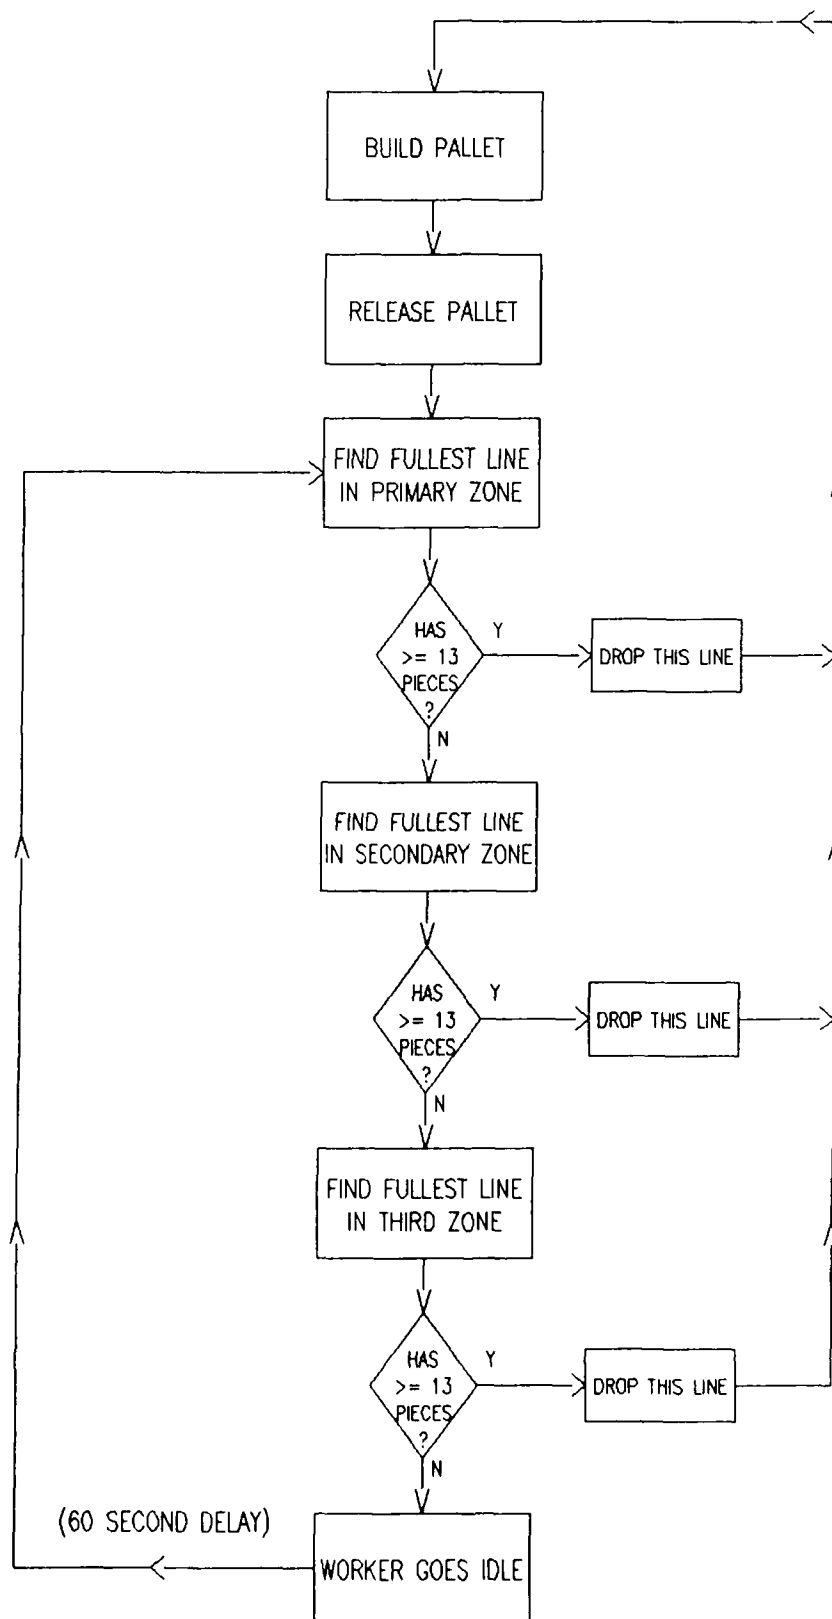 BUILD PALLET
RELEASE PALLET
FIND FULLEST LINE
IN PRIMARY ZONE
HAS
>= 13
PIECES
?
Y
DROP THIS LINE
N
FIND FULLEST LINE
IN SECONDARY ZONE
HAS
>= 13
PIECES
?
Y
DROP THIS LINE
N
FIND FULLEST LINE
IN THIRD ZONE
HAS
>= 13
PIECES
?
Y
DROP THIS LINE
N
(60 SECOND DELAY)
WORKER GOES IDLE